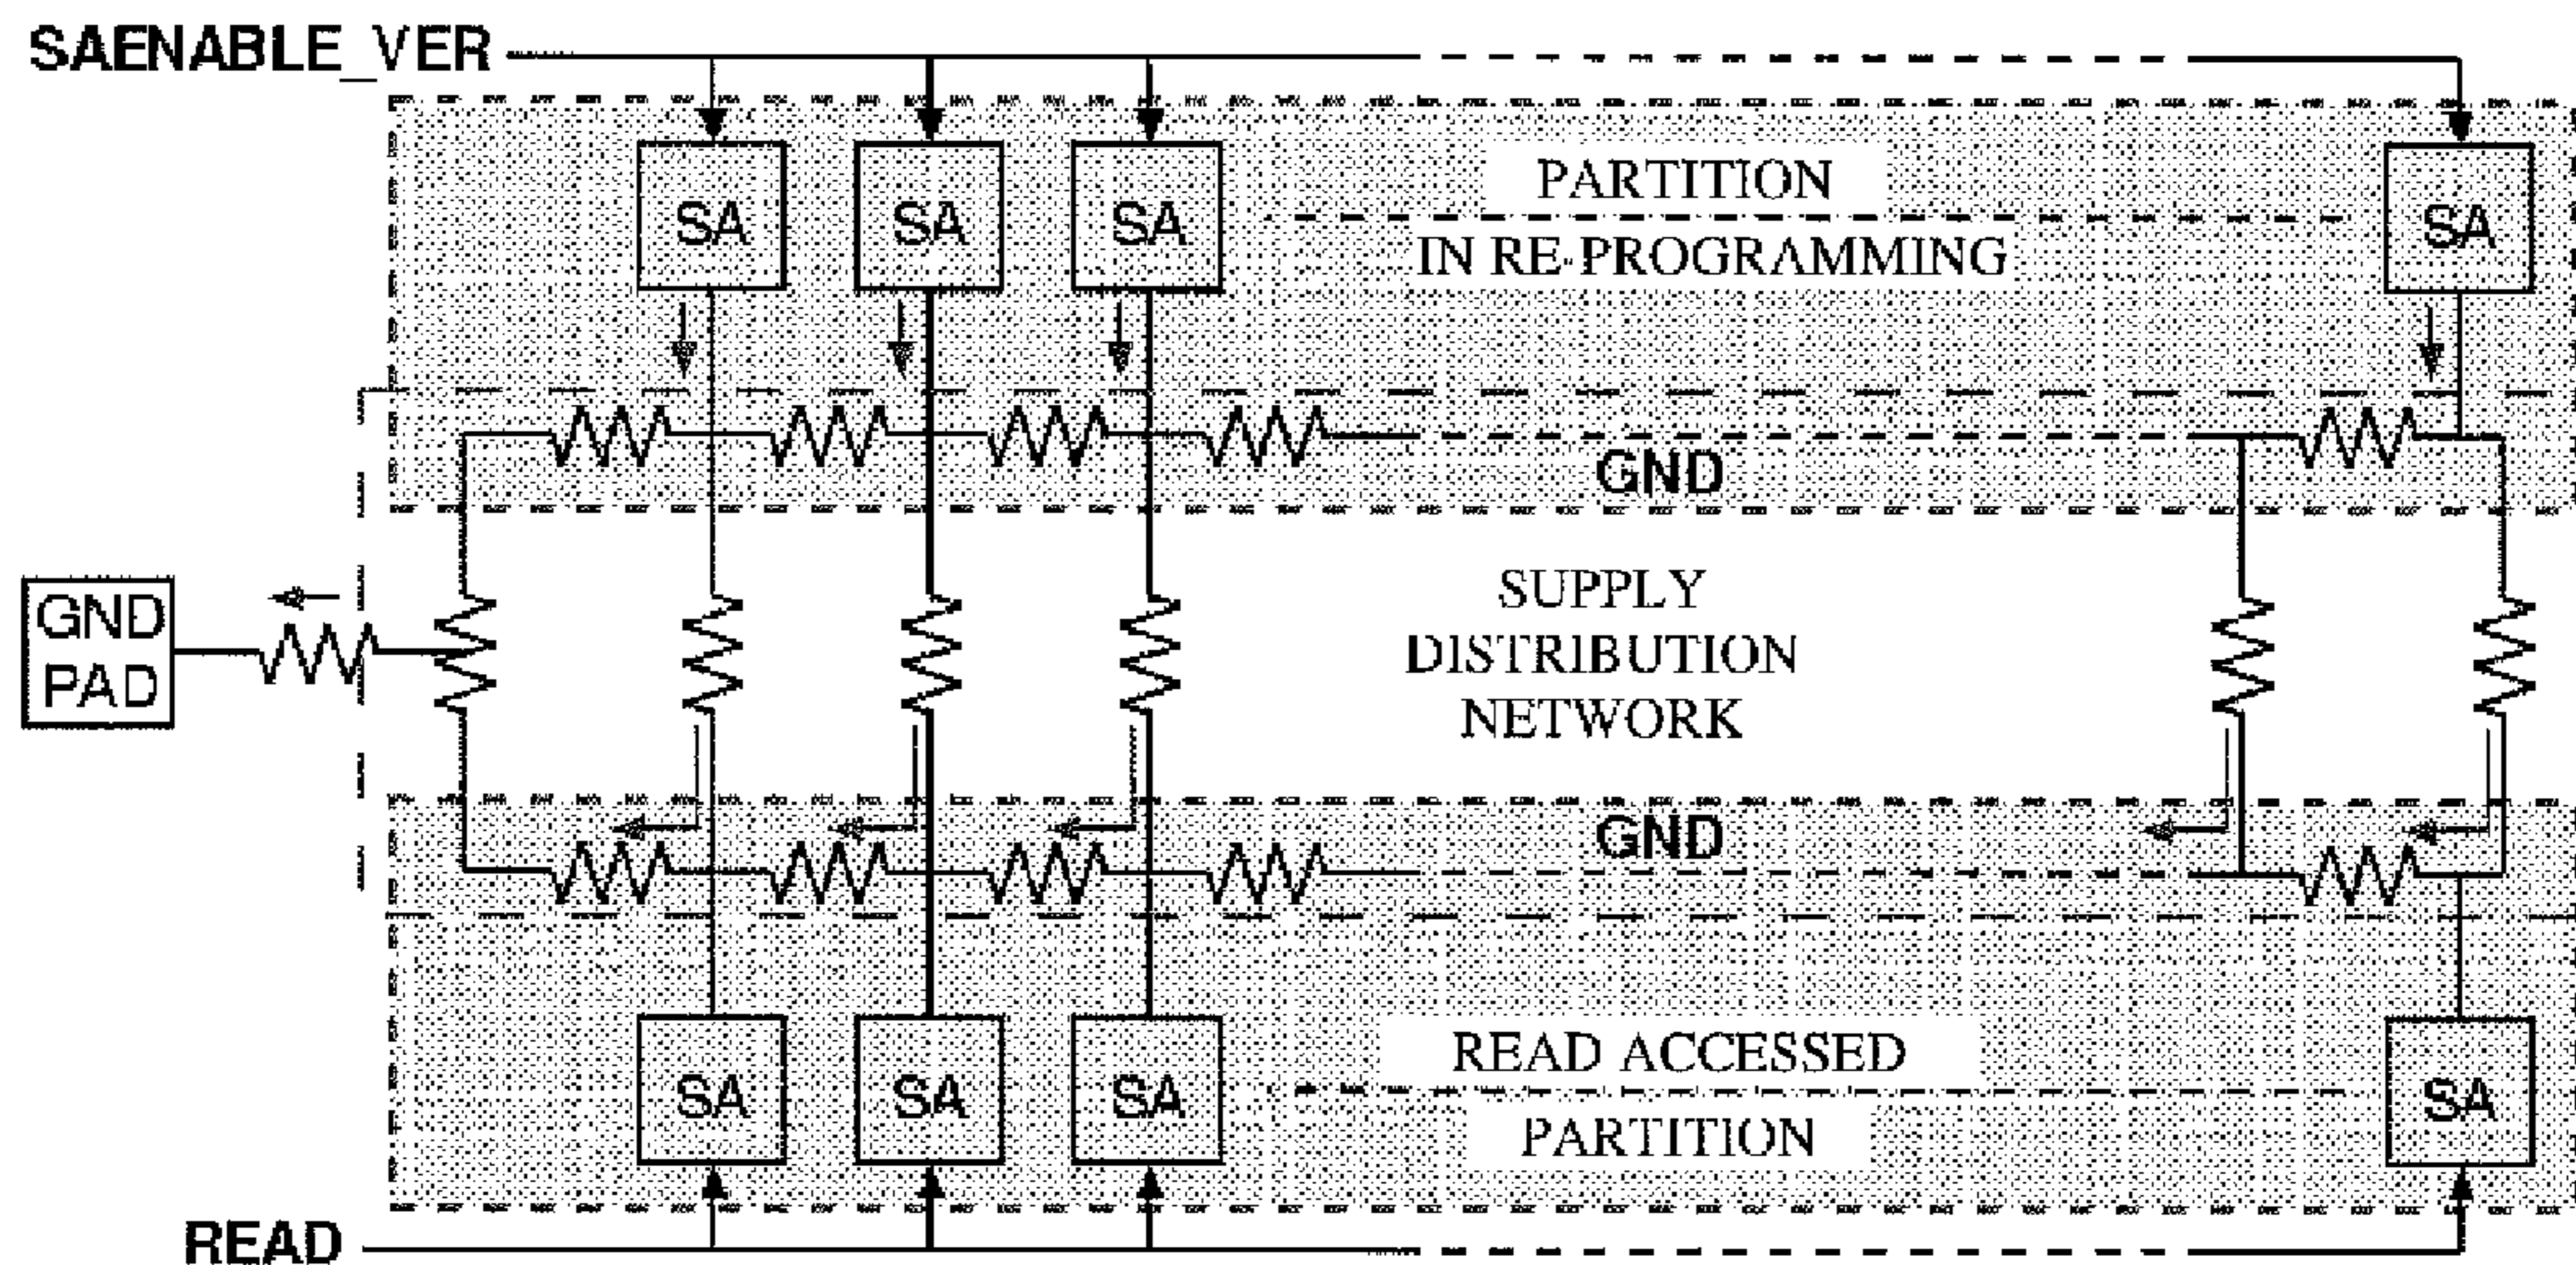 SAENABLE_VER
SA SA SA SA
PARTITION
IN RE-PROGRAMMING
GND
GND
PAD
SUPPLY
DISTRIBUTION
NETWORK
GND
SA SA SA SA
READ ACCESSED
PARTITION
READ